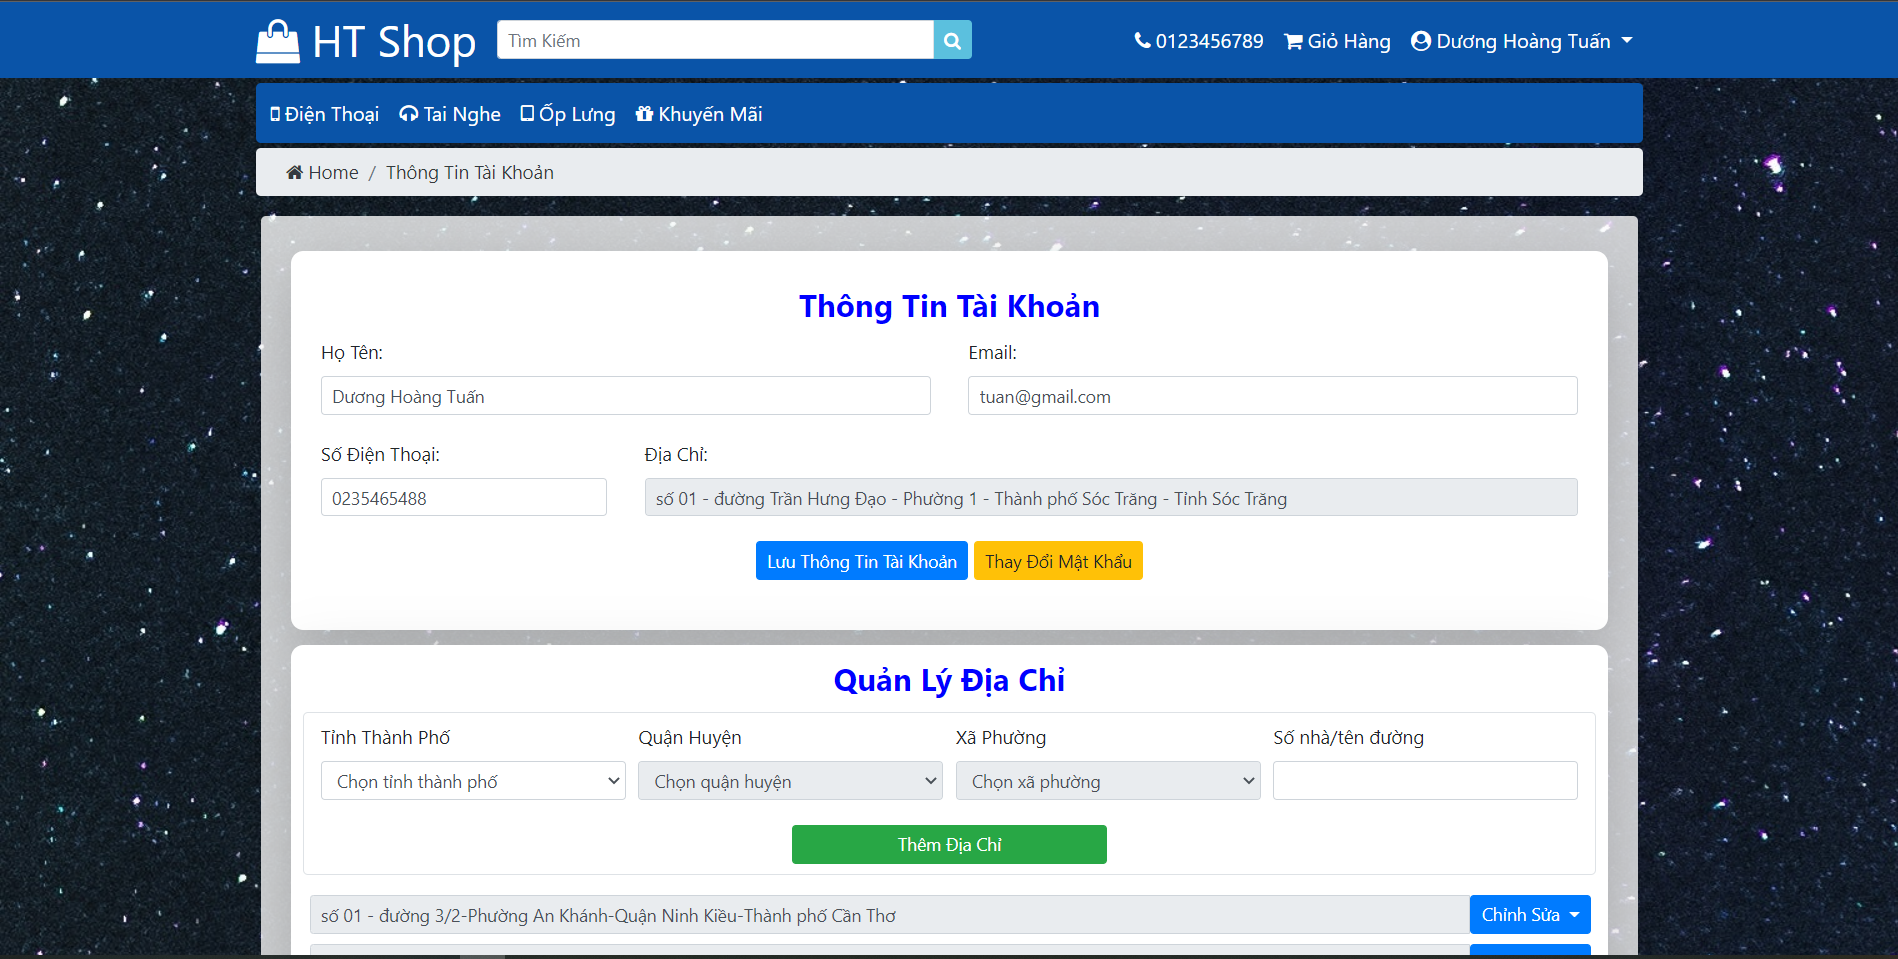 HT Shop Tìm Kiếm 0123456789 Giỏ Hàng Dương Hoàng Tuấn
Điện Thoại Tai Nghe Ốp Lưng Khuyến Mãi
Home / Thông Tin Tài Khoản
Thông Tin Tài Khoản
Họ Tên: Email:
Dương Hoàng Tuấn tuan@gmail.com
Số Điện Thoại: Địa Chỉ:
0235465488 số 01 - đường Trần Hưng Đạo - Phường 1 - Thành phố Sóc Trăng - Tỉnh Sóc Trăng
Lưu Thông Tin Tài Khoản Thay Đổi Mật Khẩu
Quản Lý Địa Chỉ
Tỉnh Thành Phố Quận Huyện Xã Phường Số nhà/tên đường
Chọn tỉnh thành phố Chọn quận huyện Chọn xã phường
Thêm Địa Chỉ
số 01 - đường 3/2-Phường An Khánh-Quận Ninh Kiều-Thành phố Cần Thơ Chỉnh Sửa